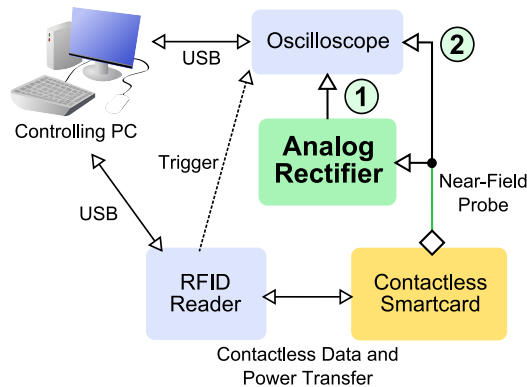 Oscilloscope
2
USB
1
Controlling PC
Analog
Rectifier
Trigger
Near-Field
Probe
USB
RFID
Reader
Contactless
Smartcard
Contactless Data and
Power Transfer